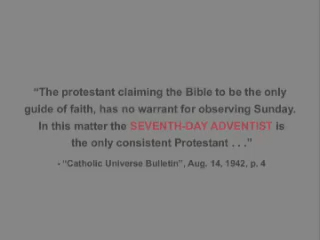 “The protestant claiming the Bible to be the only
guide of faith, has no warrant for observing Sunday.
In this matter the SEVENTH-DAY ADVENTIST is
the only consistent Protestant . . .”
- “Catholic Universe Bulletin”, Aug. 14, 1942, p. 4